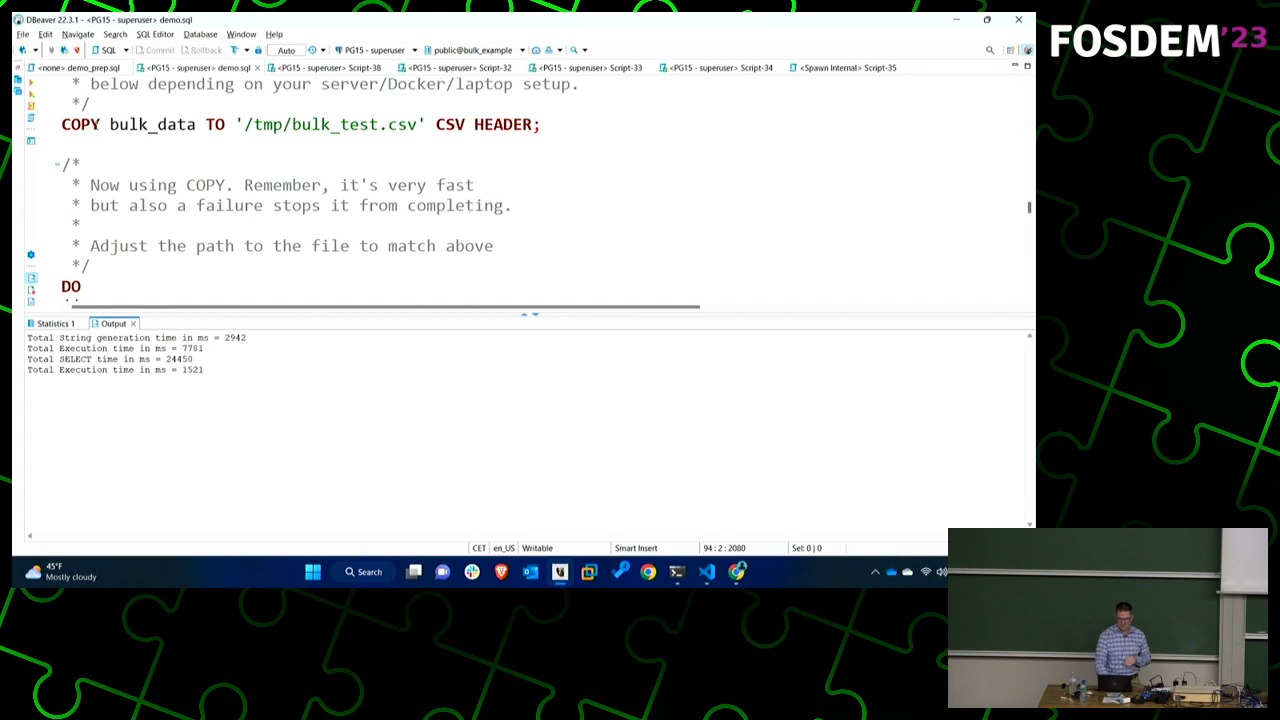 DBeaver 22.3.1 - <PG15 - superuser> demo.sql
FOSDEM'23
File Edit Navigate Search SQL Editor Database Window Help
SQL Commit Rollback Auto PG15 - superuser public@bulk_example
<none> demo_prep.sql <PG15 - superuser> demo.sql <PG15 - superuser> Script-38 <PG15 - superuser> Script-32 <PG15 - superuser> Script-33 <PG15 - superuser> Script-34 <Spawn Internal> Script-35
* below depending on your server/Docker/laptop setup.
*/
COPY bulk_data TO '/tmp/bulk_test.csv' CSV HEADER;
/*
* Now using COPY. Remember, it's very fast
* but also a failure stops it from completing.
*
* Adjust the path to the file to match above
*/
DO
Statistics 1 Output
Total String generation time in ms = 2942
Total Execution time in ms = 7781
Total SELECT time in ms = 24450
Total Execution time in ms = 1521
CET en_US Writable Smart Insert 94 : 2 : 2080 Sel: 0 | 0
45°F
Mostly cloudy
Search